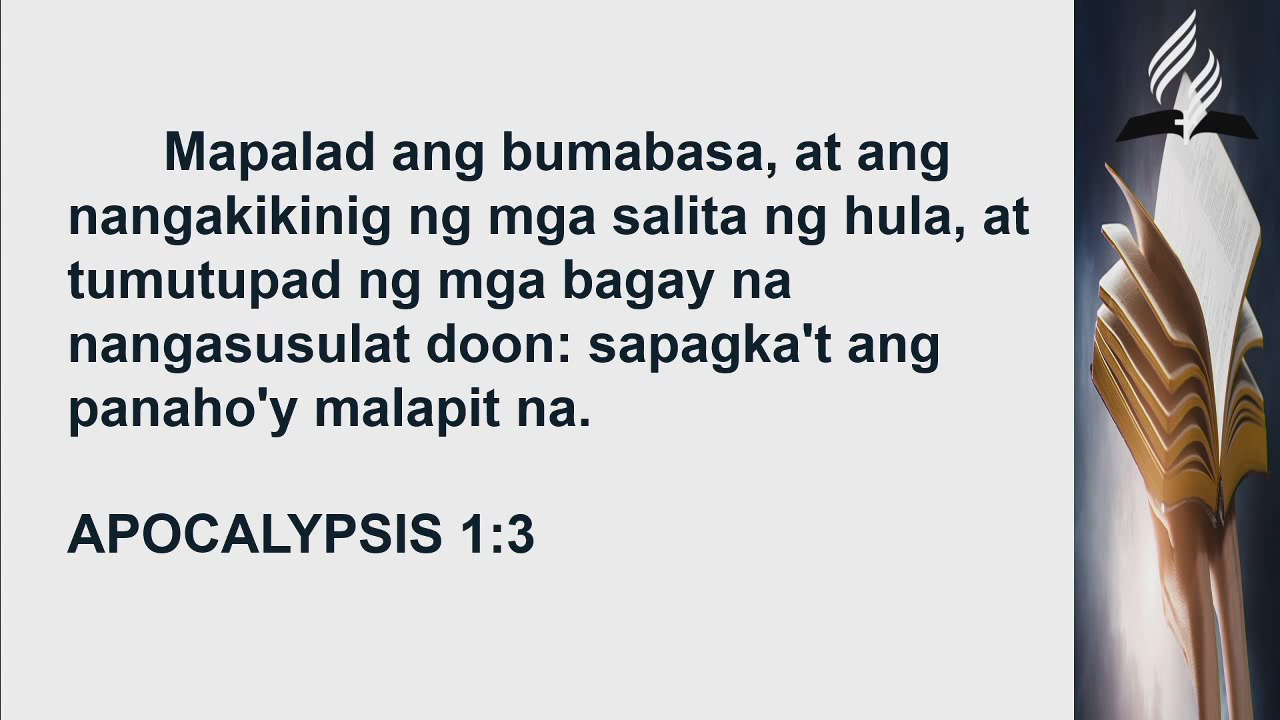 Mapalad ang bumabasa, at ang
nangakikinig ng mga salita ng hula, at
tumutupad ng mga bagay na
nangasusulat doon: sapagka't ang
panaho'y malapit na.
APOCALYPSIS 1:3